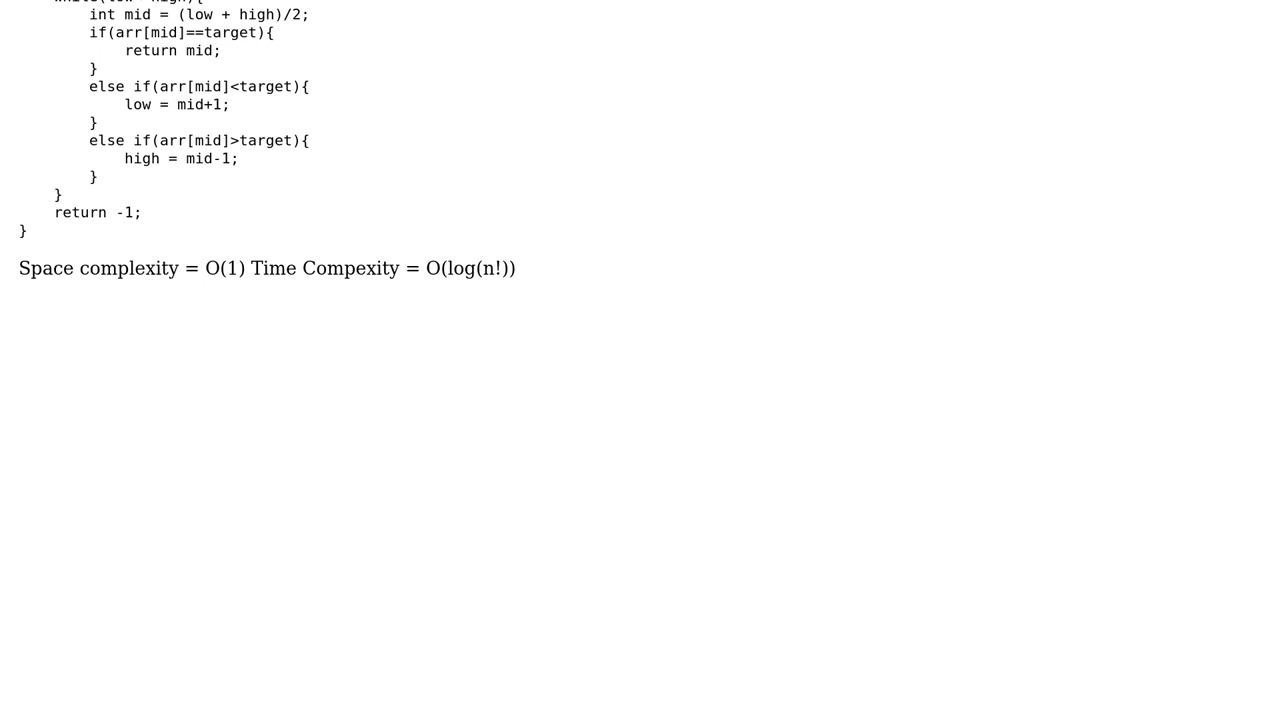 int mid = (low + high)/2;
if(arr[mid]==target){
return mid;
}
else if(arr[mid]<target){
low = mid+1;
}
else if(arr[mid]>target){
high = mid-1;
}
}
return -1;
}
Space complexity = O(1) Time Compexity = O(log(n!))